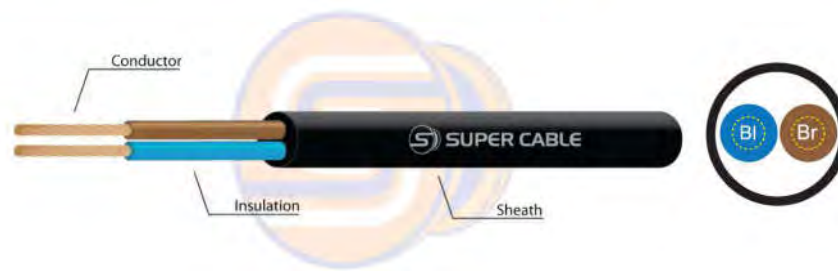 Conductor
SUPER CABLE
Bl
Br
Insulation
Sheath